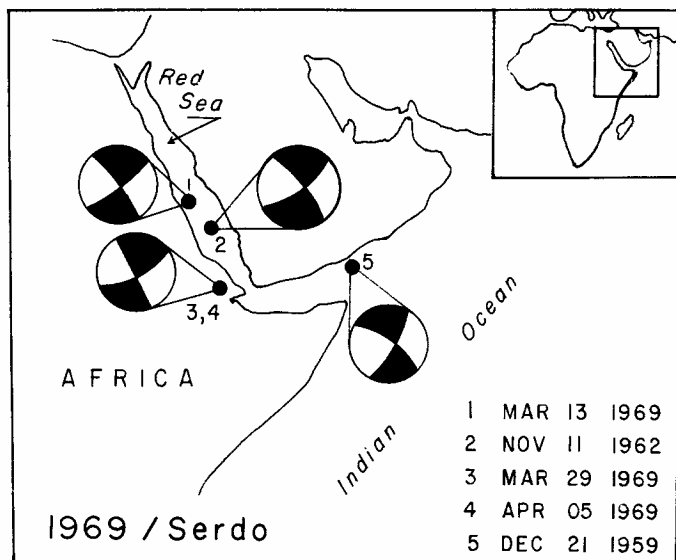 Red
Sea
1
2
3,4
5
AFRICA
Indian
Ocean
1 MAR 13 1969
2 NOV 11 1962
3 MAR 29 1969
4 APR 05 1969
5 DEC 21 1959
1969 / Serdo